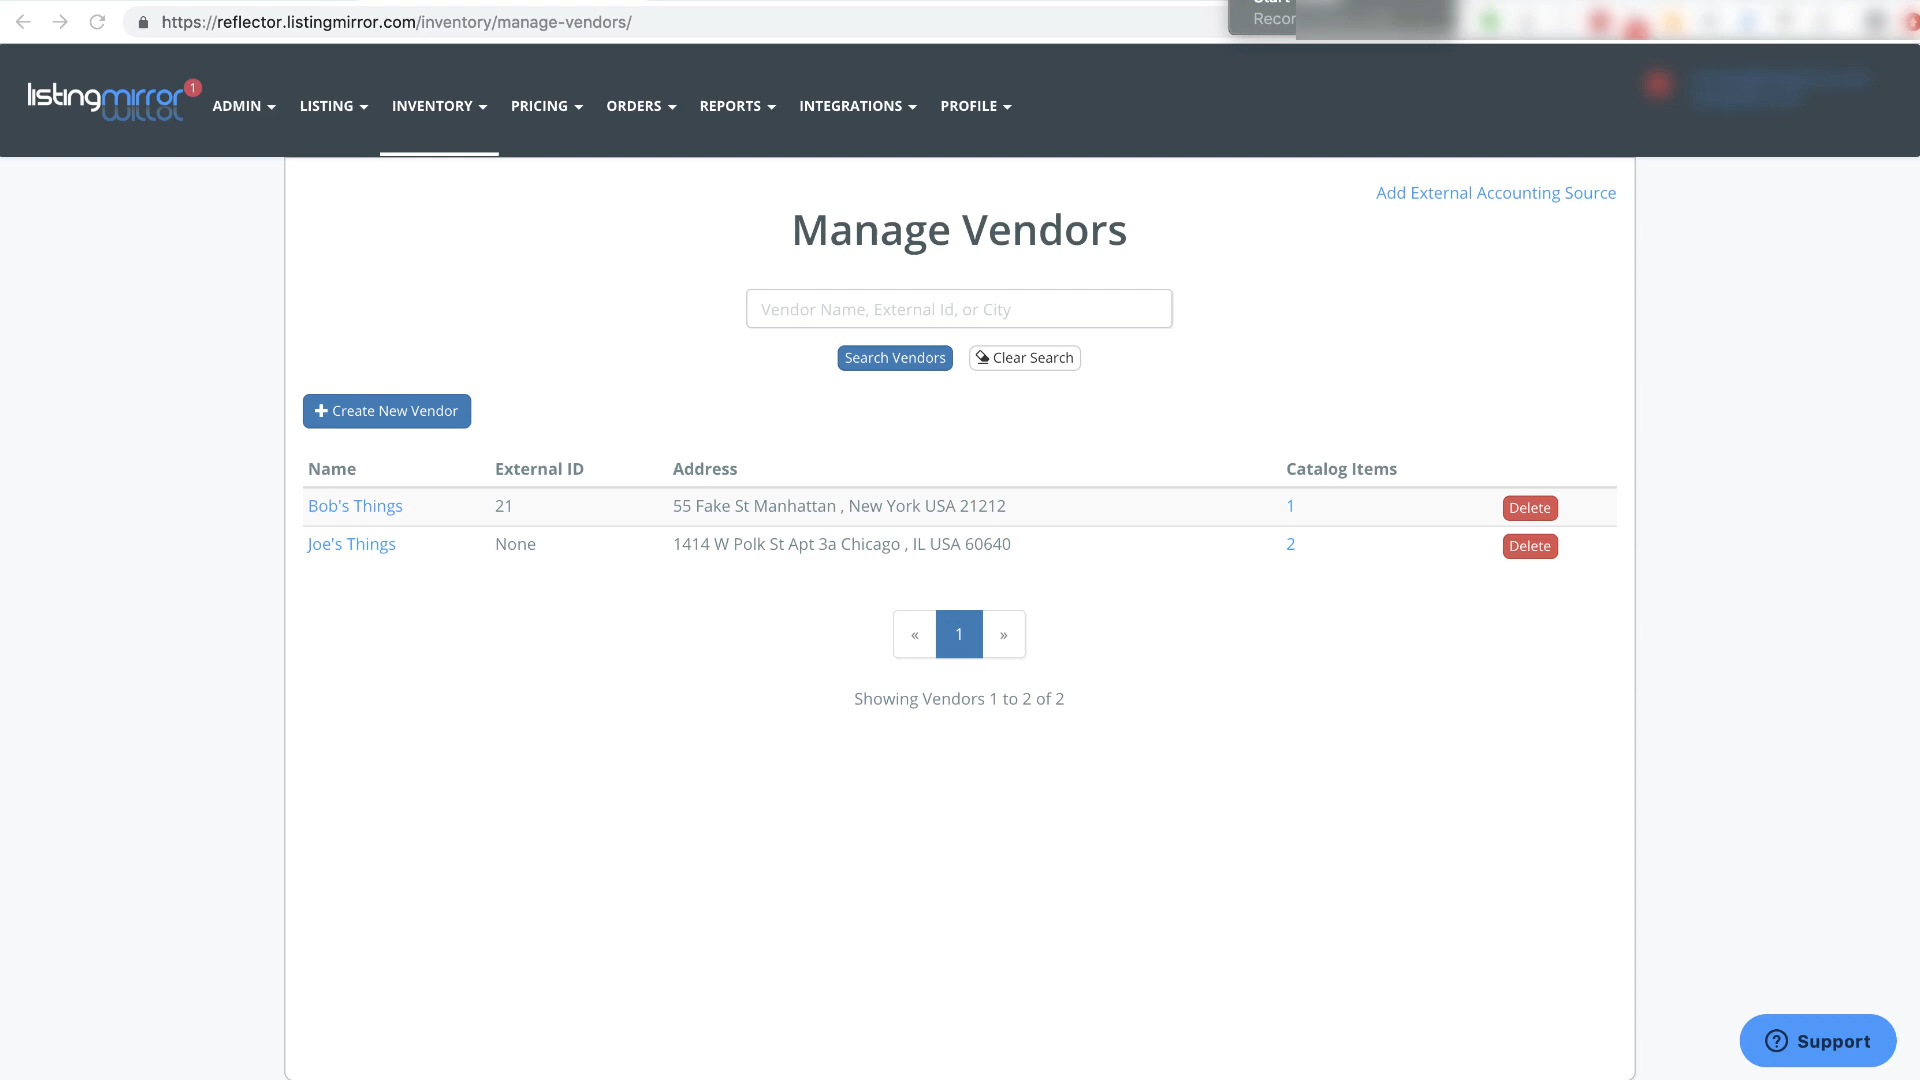 https://reflector.listingmirror.com/inventory/manage-vendors/
Recor
listingmirror 1
ADMIN LISTING INVENTORY PRICING ORDERS REPORTS INTEGRATIONS PROFILE
Add External Accounting Source
Manage Vendors
Vendor Name, External Id, or City
Search Vendors Clear Search
Create New Vendor
Name External ID Address Catalog Items
Bob's Things 21 55 Fake St Manhattan , New York USA 21212 1 Delete
Joe's Things None 1414 W Polk St Apt 3a Chicago , IL USA 60640 2 Delete
« 1 »
Showing Vendors 1 to 2 of 2
Support